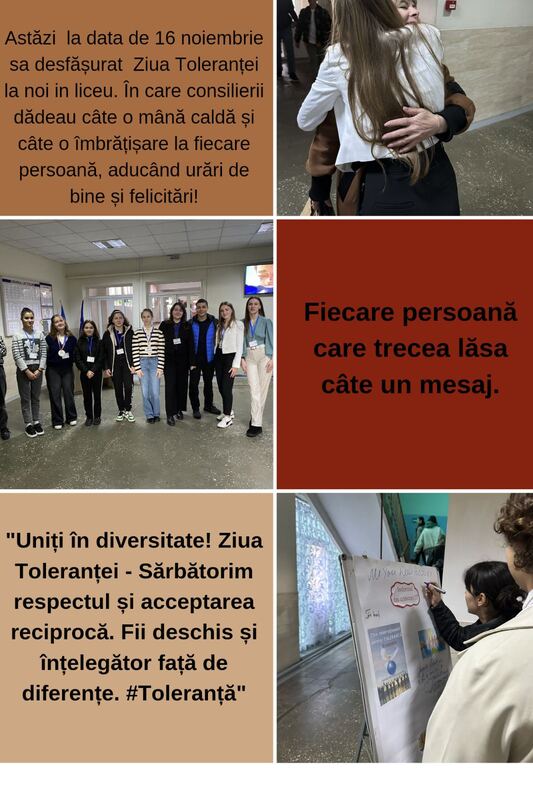 Astăzi la data de 16 noiembrie
sa desfășurat Ziua Toleranței
la noi in liceu. În care consilierii
dădeau câte o mână caldă și
câte o îmbrățișare la fiecare
persoană, aducând urări de
bine și felicitări!
Fiecare persoană
care trecea lăsa
câte un mesaj.
"Uniți în diversitate! Ziua
Toleranței - Sărbătorim
respectul și acceptarea
reciprocă. Fii deschis și
înțelegător față de
diferențe. #Toleranță"